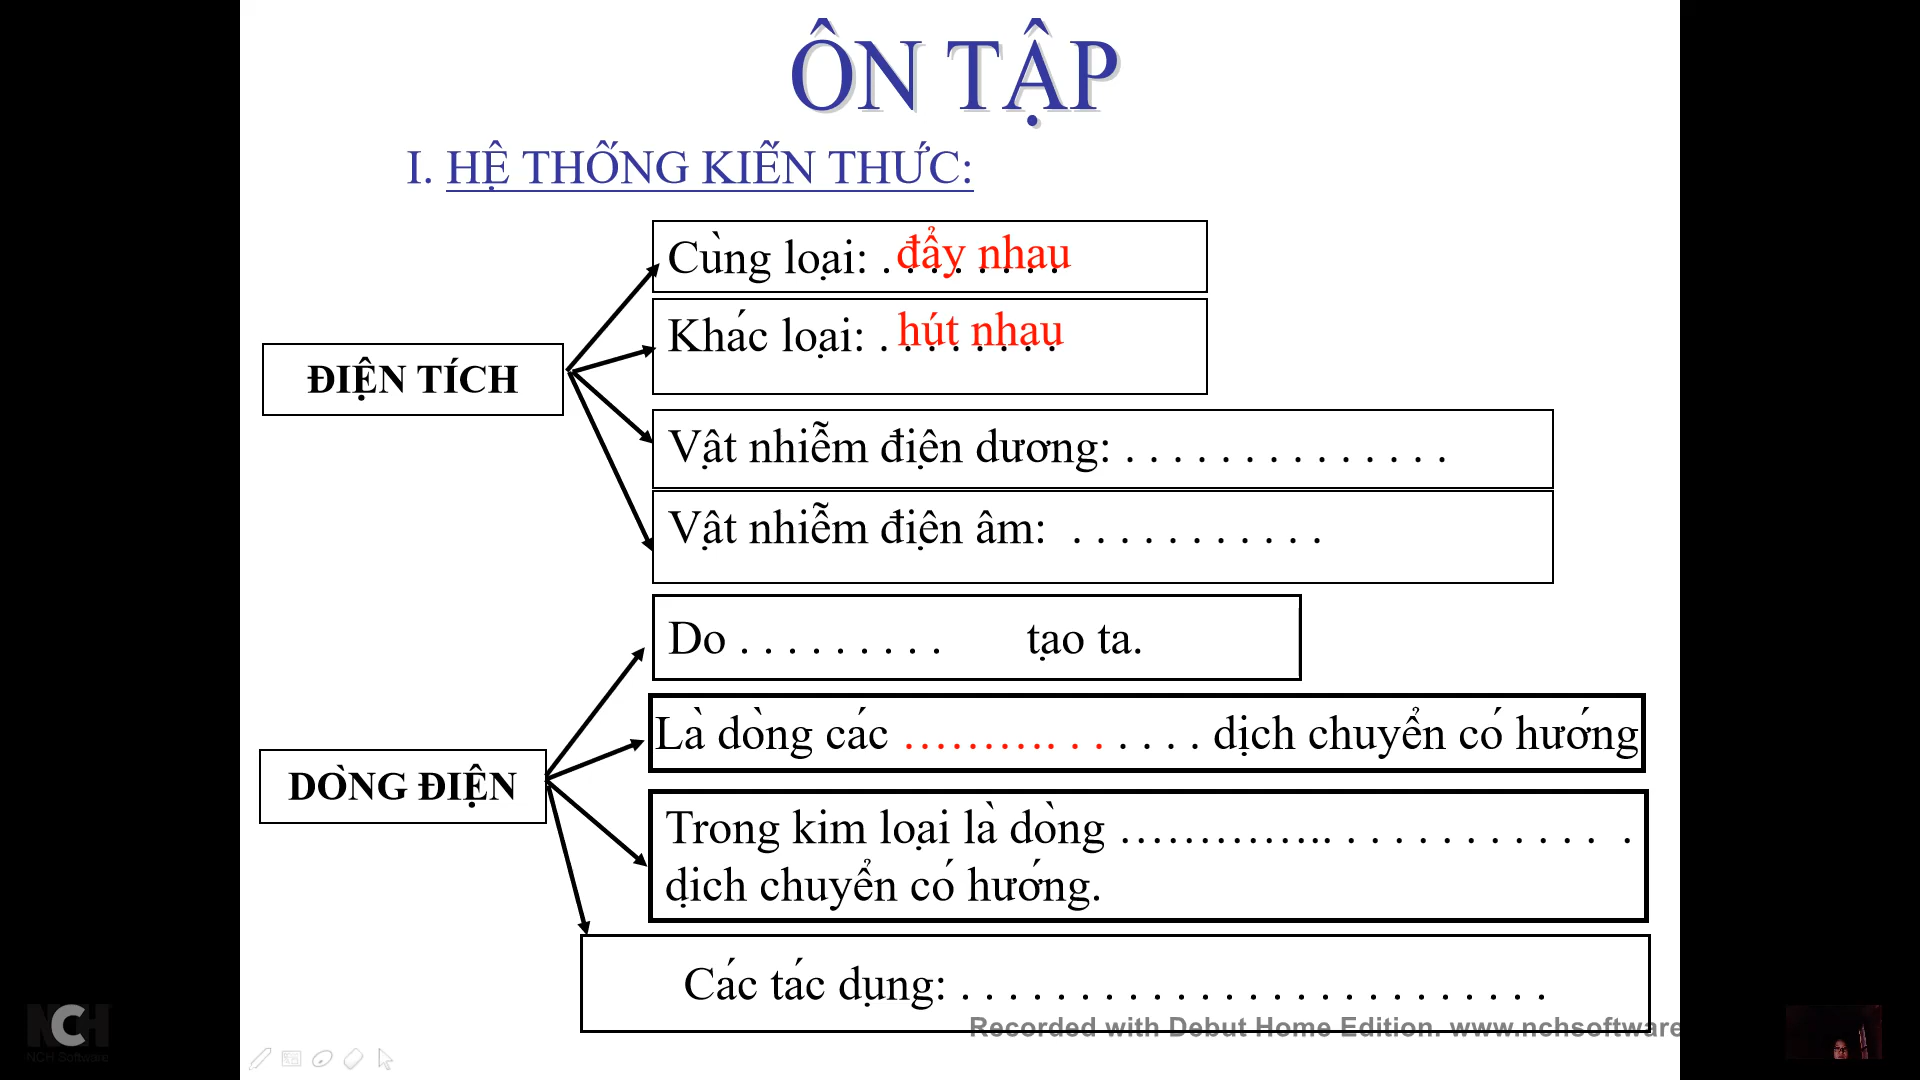 ÔN TẬP
I. HỆ THỐNG KIẾN THỨC:
Cùng loại: . đẩy nhau
Khác loại: . hút nhau
ĐIỆN TÍCH
Vật nhiễm điện dương: . . . . . . . . . . . . . .
Vật nhiễm điện âm: . . . . . . . . . . .
Do . . . . . . . . . tạo ta.
Là dòng các ……….. . . . . . . dịch chuyển có hướng
DÒNG ĐIỆN
Trong kim loại là dòng ………….. . . . . . . . . . . . .
dịch chuyển có hướng.
Các tác dụng: . . . . . . . . . . . . . . . . . . . . . . . . .
Recorded with Debut Home Edition. www.nchsoftware
NCH
NCH Software